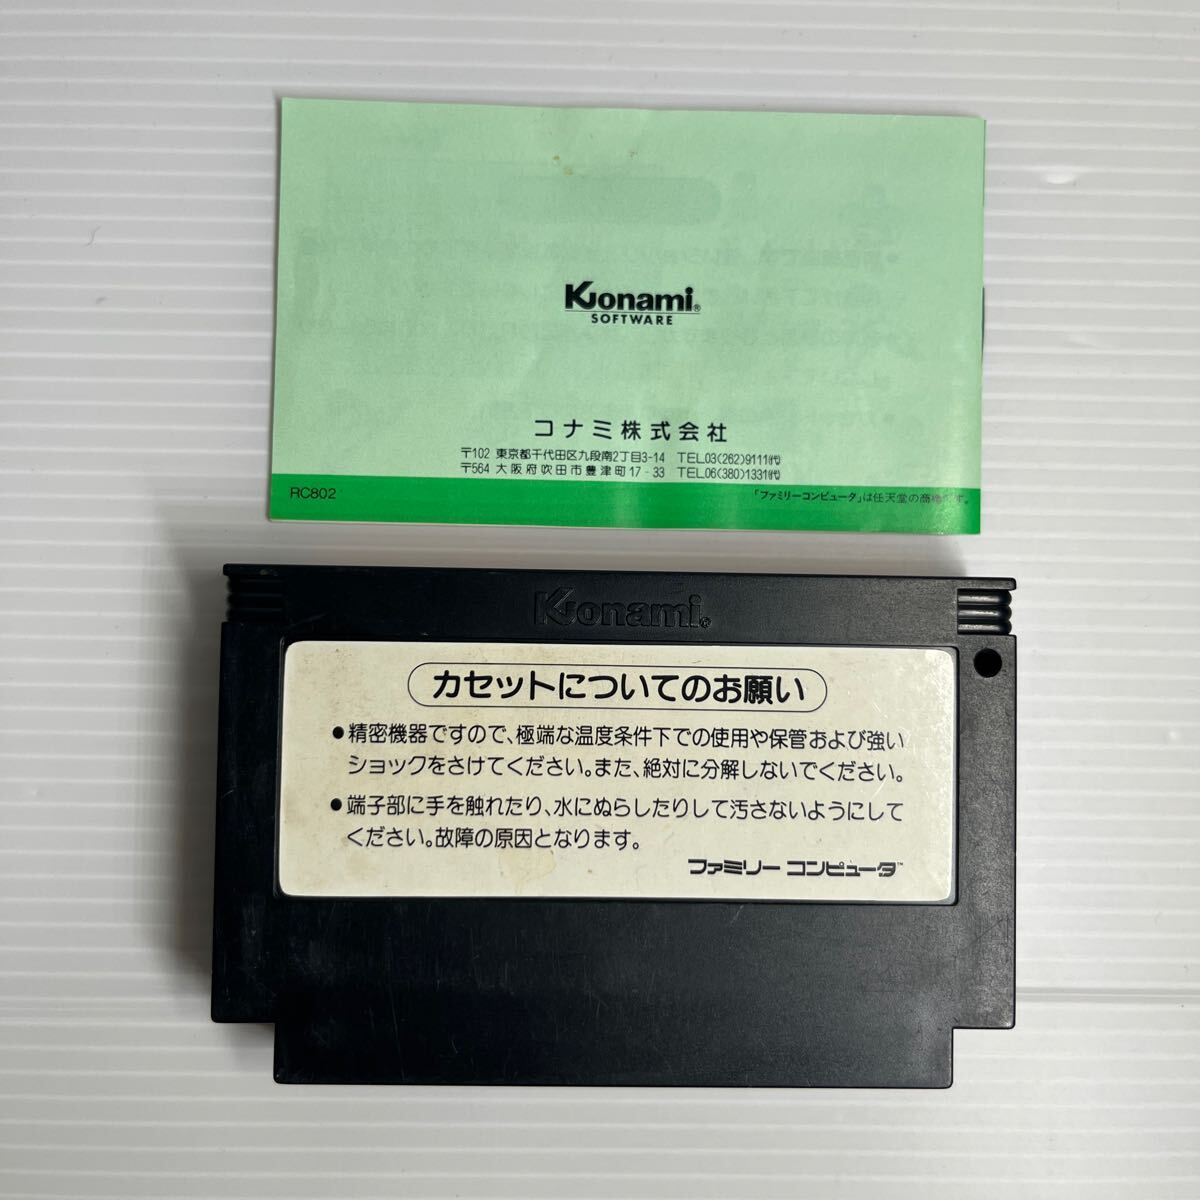 Konami®
SOFTWARE
コナミ株式会社
〒102 東京都千代田区九段南2丁目3-14 TEL03(262)9111㈹
〒564 大阪府吹田市豊津町17-33 TEL06(380)1331㈹
RC802
「ファミリーコンピュータ」は任天堂の商標です。
Konami®
カセットについてのお願い
●精密機器ですので、極端な温度条件下での使用や保管および強い
ショックをさけてください。また、絶対に分解しないでください。
●端子部に手を触れたり、水にぬらしたりして汚さないようにして
ください。故障の原因となります。
ファミリー コンピュータ™